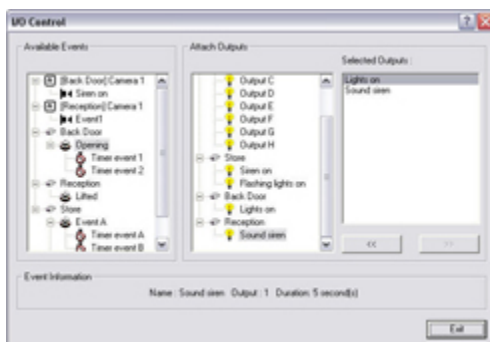 I/O Control
Available Events
[Back Door] Camera 1
Siren on
[Reception] Camera 1
Event1
Back Door
Opening
Timer event 1
Timer event 2
Reception
Lifted
Store
Event A
Timer event A
Timer event B
Attach Outputs
Output C
Output D
Output E
Output F
Output G
Output H
Store
Siren on
Flashing lights on
Back Door
Lights on
Reception
Sound siren
Selected Outputs :
Lights on
Sound siren
<<
>>
Event Information
Name : Sound siren Output : 1 Duration: 5 second(s)
Exit